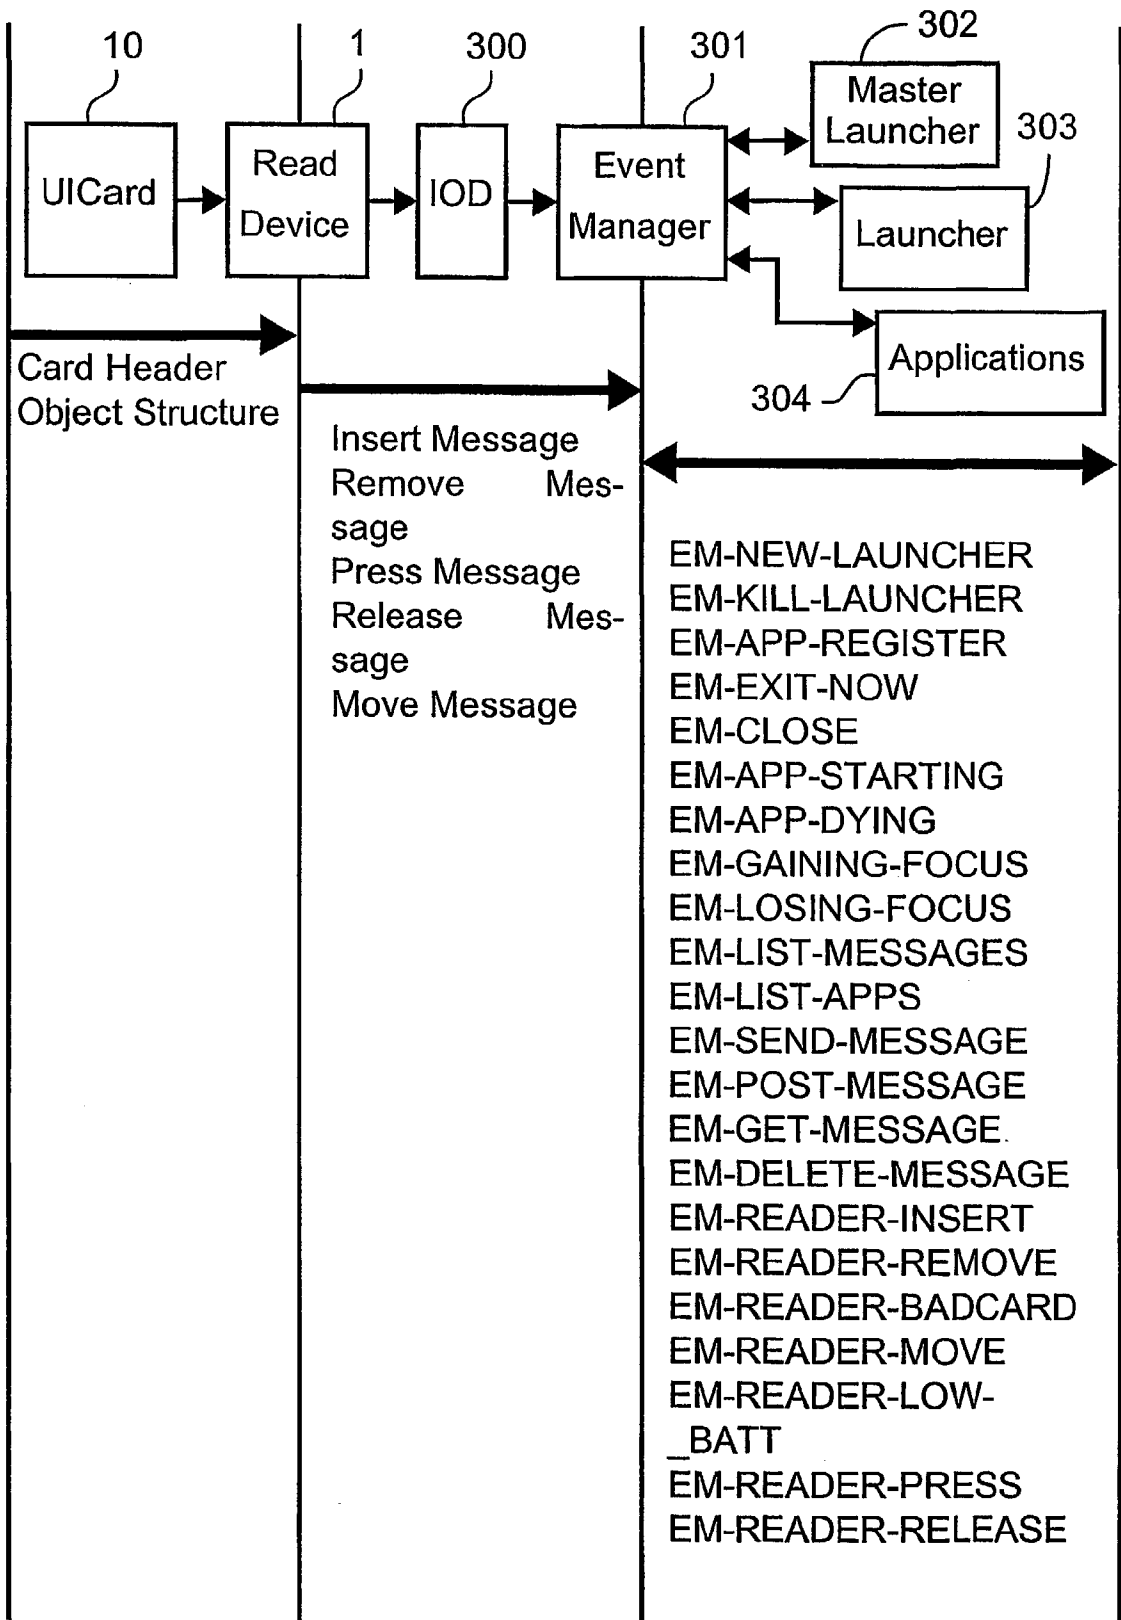 10
1
300
301
302
303
UICard
Read
Device
IOD
Event
Manager
Master
Launcher
Launcher
Applications
304
Card Header
Object Structure
Insert Message
Remove Mes-
sage
Press Message
Release Mes-
sage
Move Message
EM-NEW-LAUNCHER
EM-KILL-LAUNCHER
EM-APP-REGISTER
EM-EXIT-NOW
EM-CLOSE
EM-APP-STARTING
EM-APP-DYING
EM-GAINING-FOCUS
EM-LOSING-FOCUS
EM-LIST-MESSAGES
EM-LIST-APPS
EM-SEND-MESSAGE
EM-POST-MESSAGE
EM-GET-MESSAGE
EM-DELETE-MESSAGE
EM-READER-INSERT
EM-READER-REMOVE
EM-READER-BADCARD
EM-READER-MOVE
EM-READER-LOW-
_BATT
EM-READER-PRESS
EM-READER-RELEASE